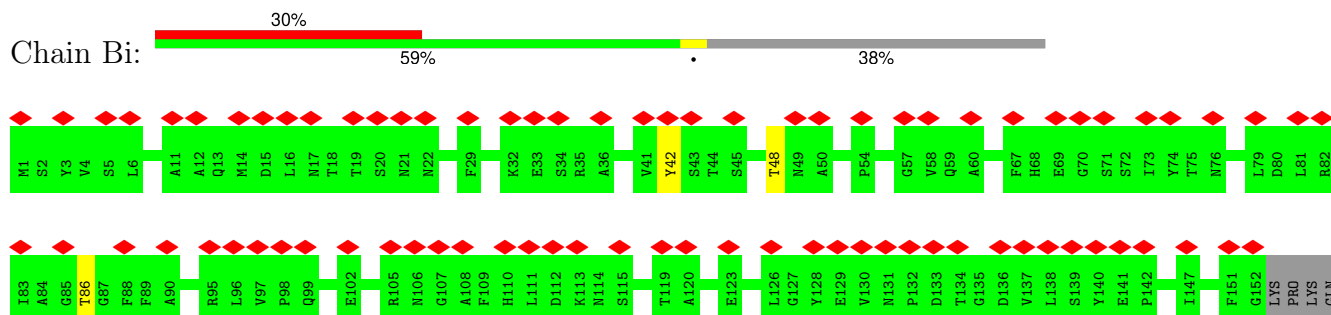 30%
Chain Bi:
59% • 38%
M1 S2 Y3 V4 S5 L6 A11 A12 Q13 M14 D15 L16 N17 T18 T19 S20 N21 N22 F29 K32 E33 S34 R35 A36 V41 Y42 S43 T44 S45 T48 N49 A50 P54 G57 V58 Q59 A60 F67 H68 E69 G70 S71 S72 I73 Y74 T75 N76 L79 D80 L81 R82
I83 A84 G85 T86 G87 F88 F89 A90 R95 L96 V97 P98 Q99 E102 R105 N106 G107 A108 F109 H110 L111 D112 K113 N114 S115 T119 A120 E123 L126 G127 Y128 E129 V130 N131 P132 D133 T134 G135 D136 V137 L138 S139 Y140 E141 P142 I147 F151 G152 LYS PRO LYS GLN